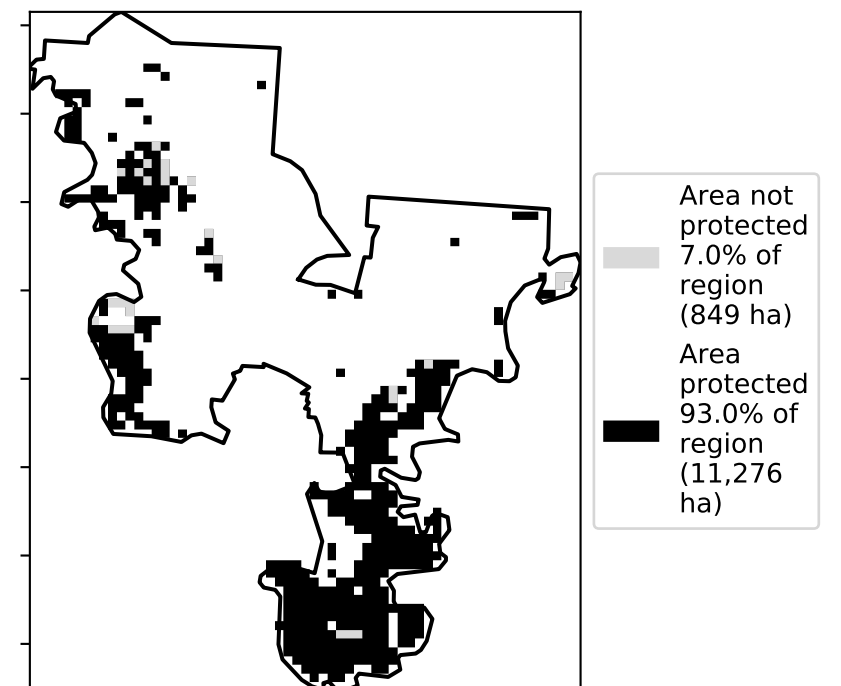 Area not
protected
7.0% of
region
(849 ha)
Area
protected
93.0% of
region
(11,276
ha)